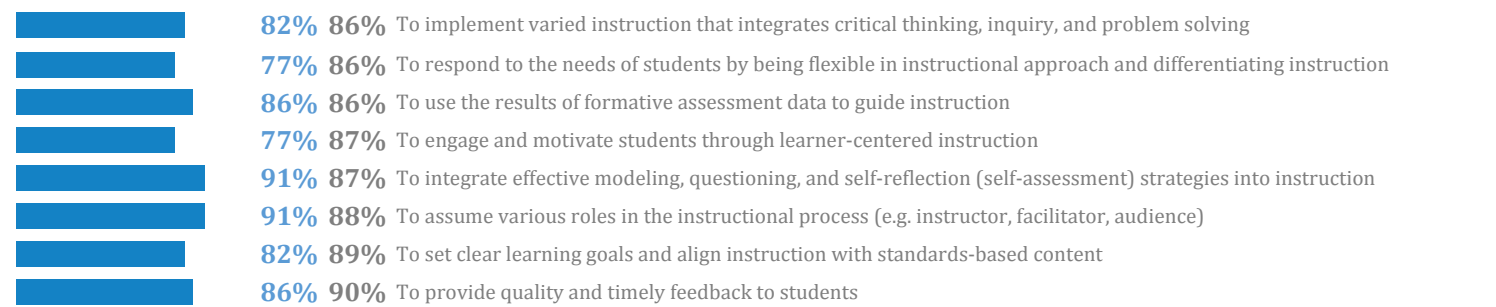 82% 86% To implement varied instruction that integrates critical thinking, inquiry, and problem solving
77% 86% To respond to the needs of students by being flexible in instructional approach and differentiating instruction
86% 86% To use the results of formative assessment data to guide instruction
77% 87% To engage and motivate students through learner-centered instruction
91% 87% To integrate effective modeling, questioning, and self-reflection (self-assessment) strategies into instruction
91% 88% To assume various roles in the instructional process (e.g. instructor, facilitator, audience)
82% 89% To set clear learning goals and align instruction with standards-based content
86% 90% To provide quality and timely feedback to students